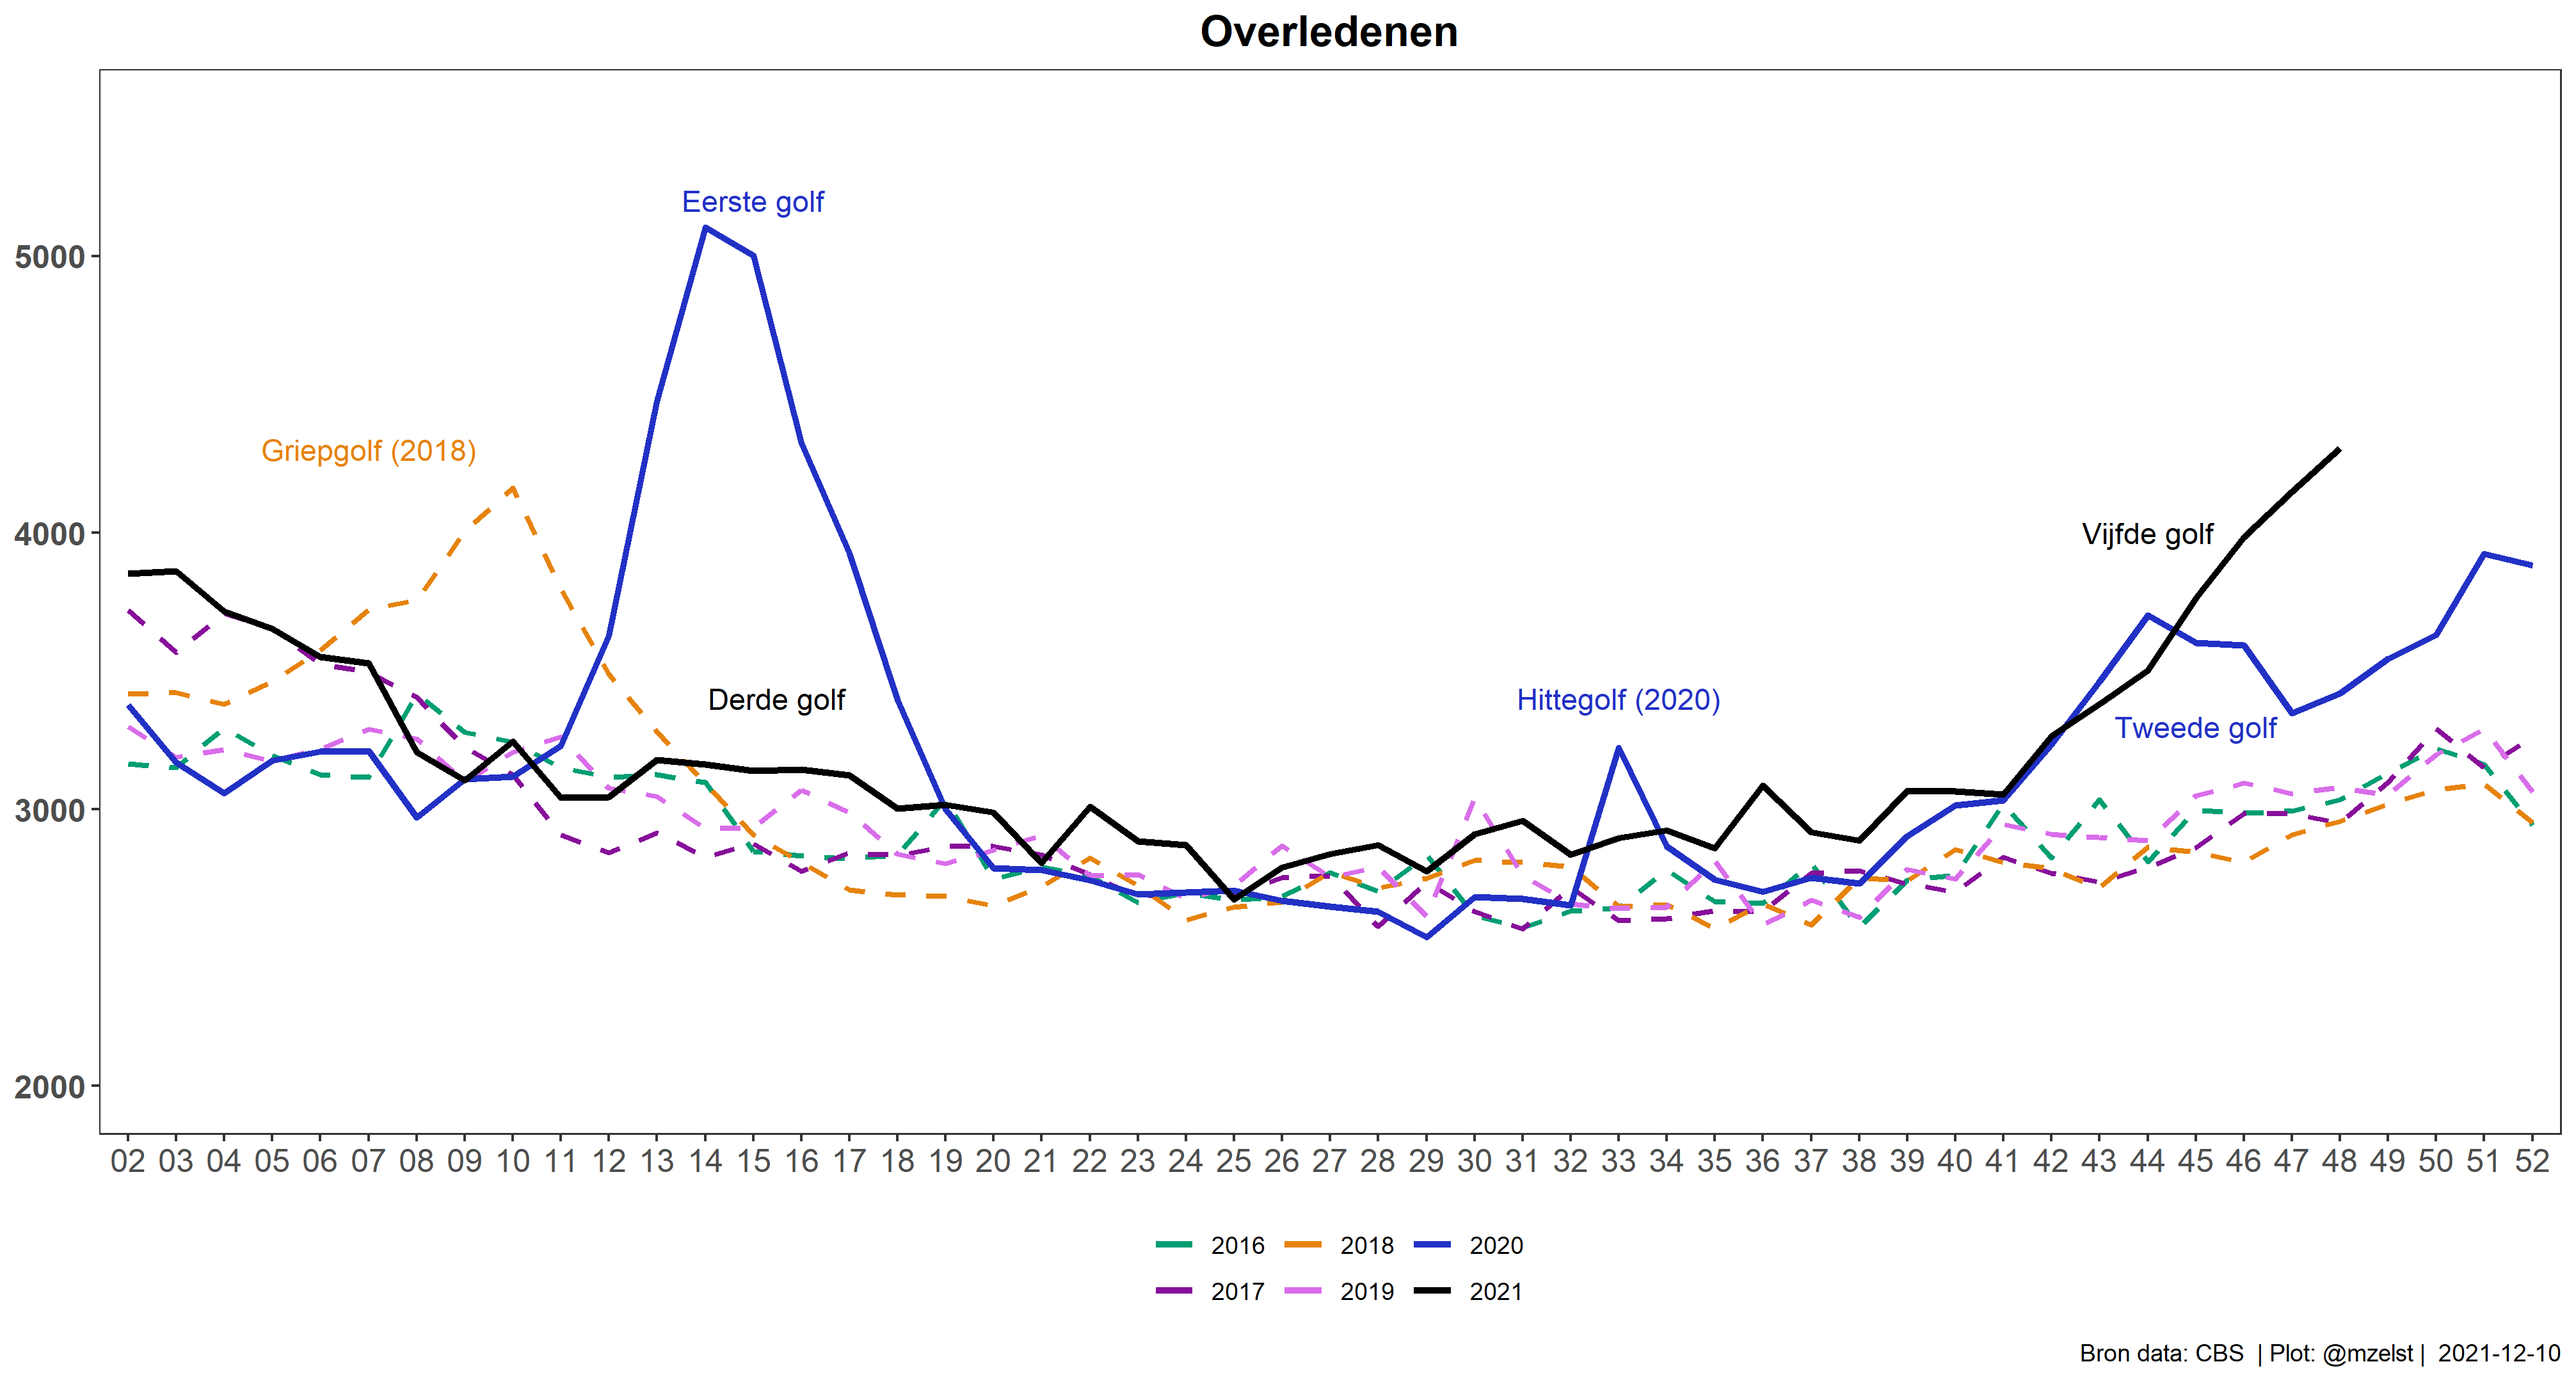 Overledenen
Eerste golf
5000
Griepgolf (2018)
4000
Vijfde golf
Derde golf
Hittegolf (2020)
Tweede golf
3000
2000
02 03 04 05 06 07 08 09 10 11 12 13 14 15 16 17 18 19 20 21 22 23 24 25 26 27 28 29 30 31 32 33 34 35 36 37 38 39 40 41 42 43 44 45 46 47 48 49 50 51 52
2016 2018 2020
2017 2019 2021
Bron data: CBS | Plot: @mzelst | 2021-12-10